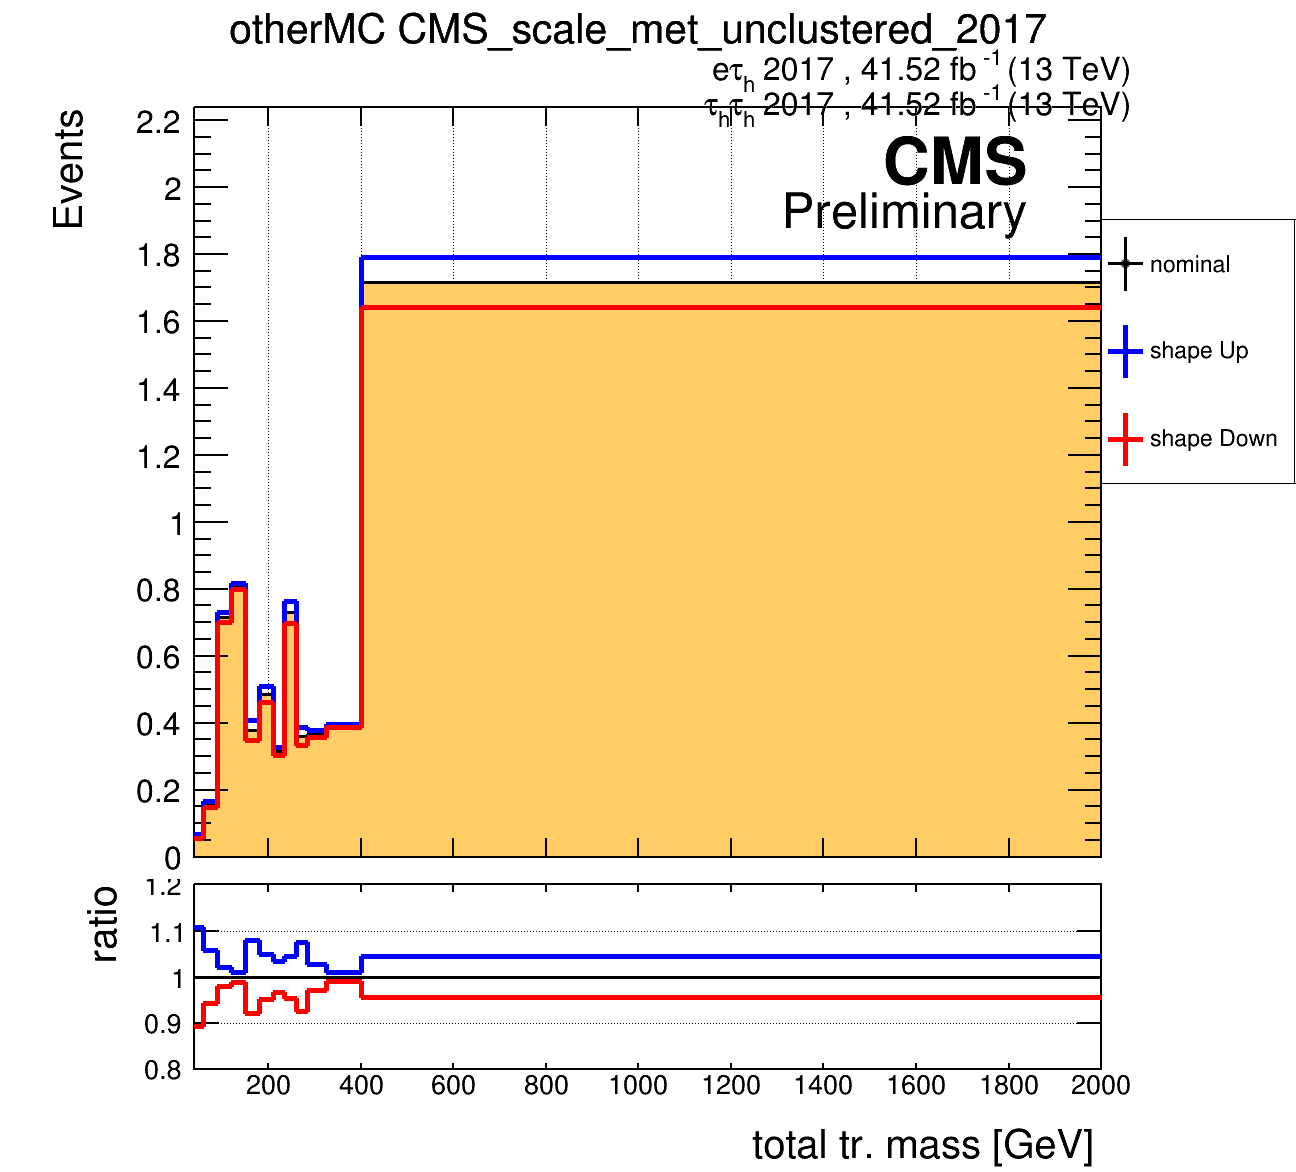 otherMC CMS_scale_met_unclustered_2017
eτh 2017 , 41.52 fb -1 (13 TeV)
τhτh 2017 , 41.52 fb -1 (13 TeV)
CMS
Preliminary
Events
2.2
2
1.8
1.6
1.4
1.2
1
0.8
0.6
0.4
0.2
0
nominal
shape Up
shape Down
ratio
1.2
1.1
1
0.9
0.8
200 400 600 800 1000 1200 1400 1600 1800 2000
total tr. mass [GeV]